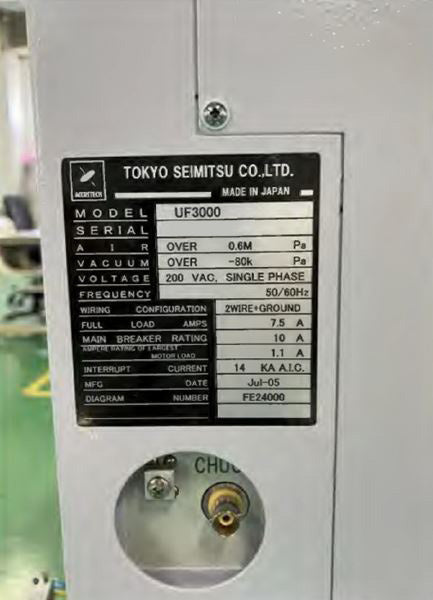 ACCRETECH
TOKYO SEIMITSU CO.,LTD.
MADE IN JAPAN
MODEL UF3000
SERIAL
AIR OVER 0.6M Pa
VACUUM OVER -80k Pa
VOLTAGE 200 VAC, SINGLE PHASE
FREQUENCY 50/60Hz
WIRING CONFIGURATION 2WIRE+GROUND
FULL LOAD AMPS 7.5 A
MAIN BREAKER RATING 10 A
AMPERE RATING OF LARGEST
MOTOR LOAD 1.1 A
INTERRUPT CURRENT 14 KA A.I.C.
MFG DATE Jul-05
DIAGRAM NUMBER FE24000